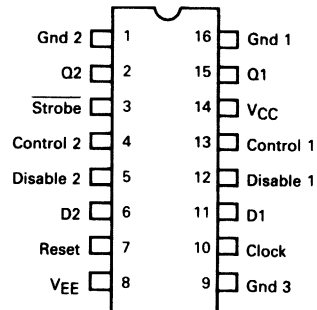 Gnd 2 1 16 Gnd 1
Q2 2 15 Q1
Strobe 3 14 VCC
Control 2 4 13 Control 1
Disable 2 5 12 Disable 1
D2 6 11 D1
Reset 7 10 Clock
VEE 8 9 Gnd 3